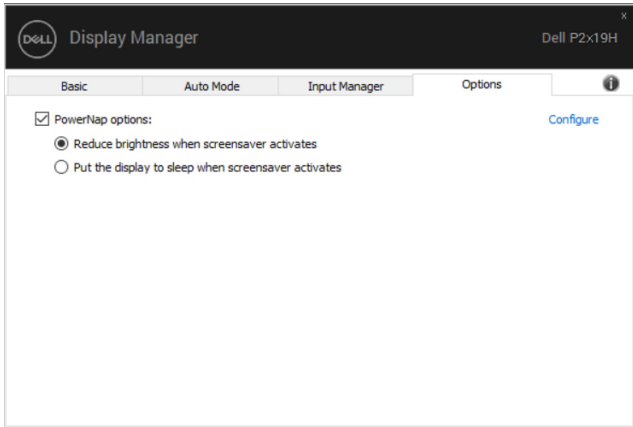 x
DELL Display Manager Dell P2x19H
Basic Auto Mode Input Manager Options i
PowerNap options: Configure
Reduce brightness when screensaver activates
Put the display to sleep when screensaver activates